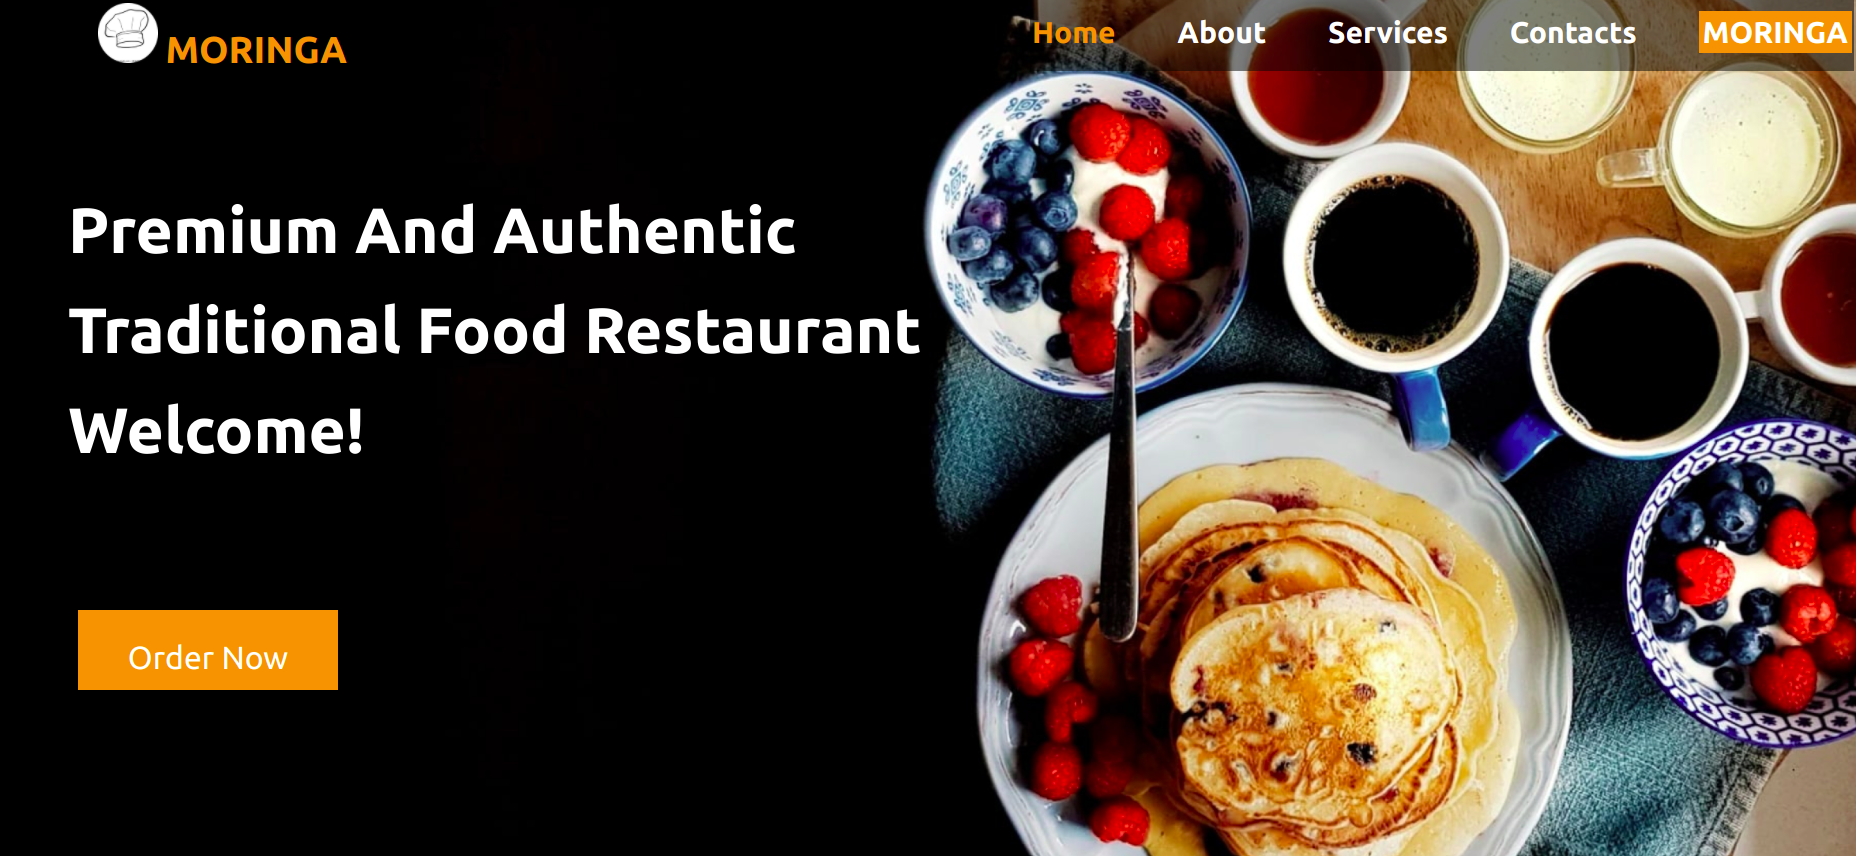 MORINGA
Home About Services Contacts MORINGA
Premium And Authentic
Traditional Food Restaurant
Welcome!
Order Now